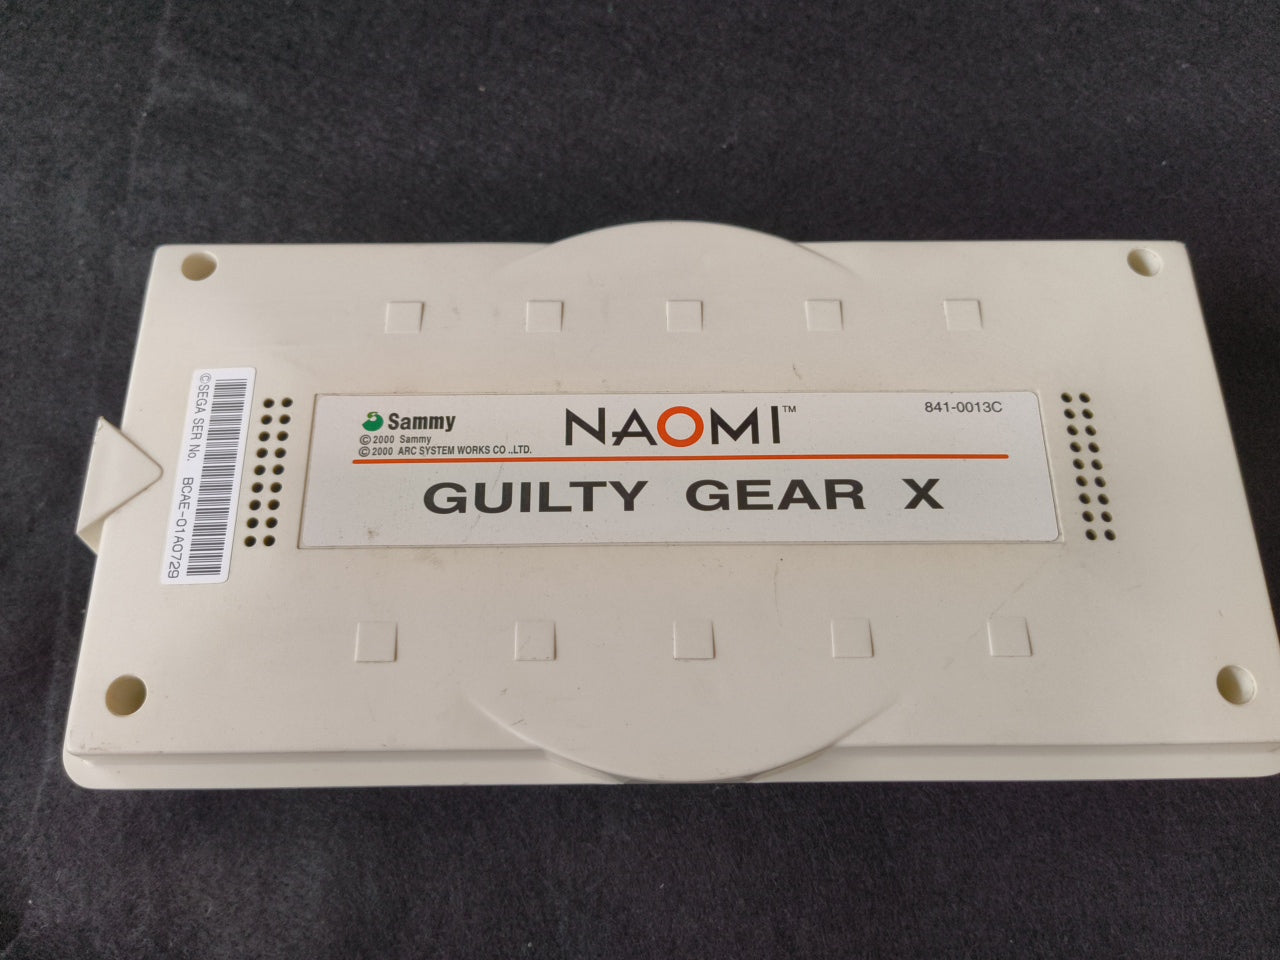 ©SEGA SER No. BCAE-01A0729
Sammy
© 2000 Sammy
© 2000 ARC SYSTEM WORKS CO .,LTD.
NAOMI™
841-0013C
GUILTY GEAR X